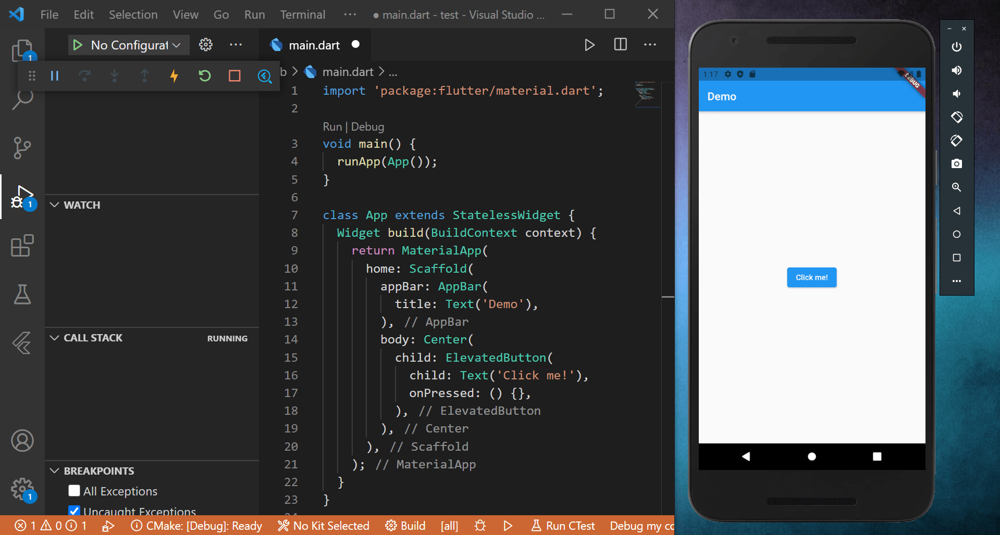 File Edit Selection View Go Run Terminal ··· ● main.dart - test - Visual Studio ...
1
No Configurat
main.dart
b > main.dart > ...
1 import 'package:flutter/material.dart';
2
Run | Debug
3 void main() {
4 runApp(App());
5 }
6
7 class App extends StatelessWidget {
8 Widget build(BuildContext context) {
9 return MaterialApp(
10 home: Scaffold(
11 appBar: AppBar(
12 title: Text('Demo'),
13 ), // AppBar
14 body: Center(
15 child: ElevatedButton(
16 child: Text('Click me!'),
17 onPressed: () {},
18 ), // ElevatedButton
19 ), // Center
20 ), // Scaffold
21 ); // MaterialApp
22 }
23 }
1
WATCH
CALL STACK RUNNING
BREAKPOINTS
All Exceptions
Uncaught Exceptions
1
1 0 1 CMake: [Debug]: Ready No Kit Selected Build [all] Run CTest Debug my co
1:17
DEBUG
Demo
Click me!